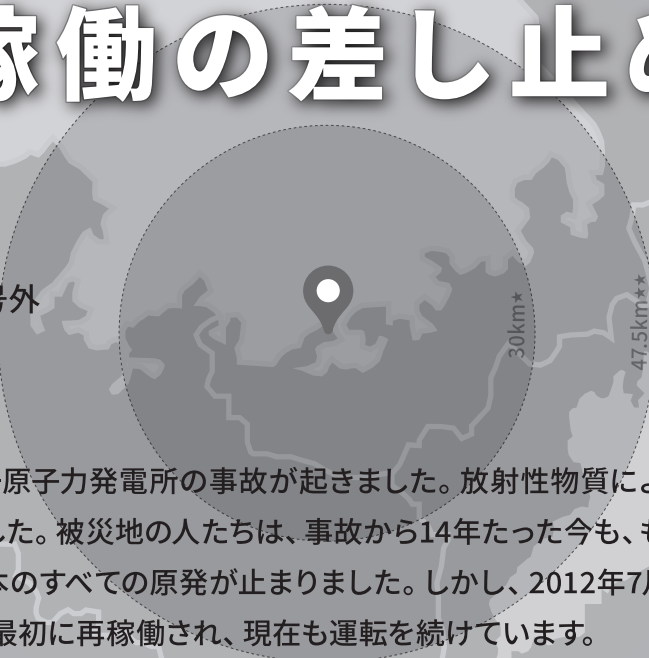 稼働の差し止め
号外
30km★
47.5km★★
原子力発電所の事故が起きました。放射性物質によ
した。被災地の人たちは、事故から14年たった今も、も
本のすべての原発が止まりました。しかし、2012年7月
最初に再稼働され、現在も運転を続けています。